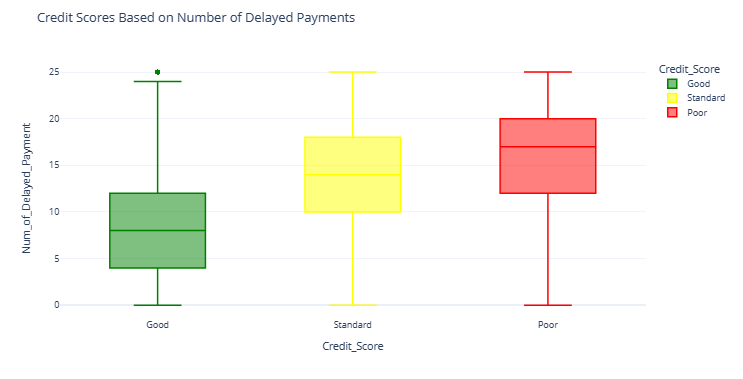 Credit Scores Based on Number of Delayed Payments
Credit_Score
Good
Standard
Poor
Num_of_Delayed_Payment
25
20
15
10
5
0
Good
Standard
Poor
Credit_Score